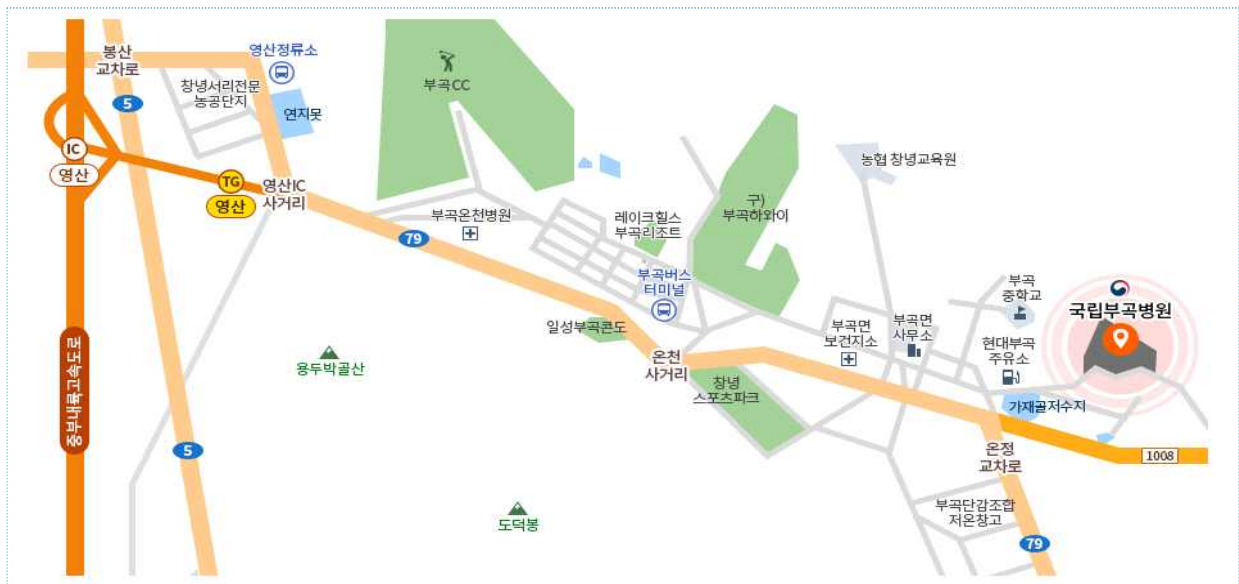 봉산
교차로
영산정류소
창녕서리전문
농공단지
5
연지못
부곡CC
IC
영산
TG
영산
영산IC
사거리
부곡온천병원
79
레이크힐스
부곡리조트
구)
부곡하와이
농협 창녕교육원
부곡버스
터미널
부곡
중학교
국립부곡병원
일성부곡콘도
부곡면
보건지소
부곡면
사무소
현대부곡
주유소
중부내륙고속도로
용두박골산
온천
사거리
창녕
스포츠파크
가재골저수지
5
온정
교차로
1008
도덕봉
부곡단감조합
저온창고
79